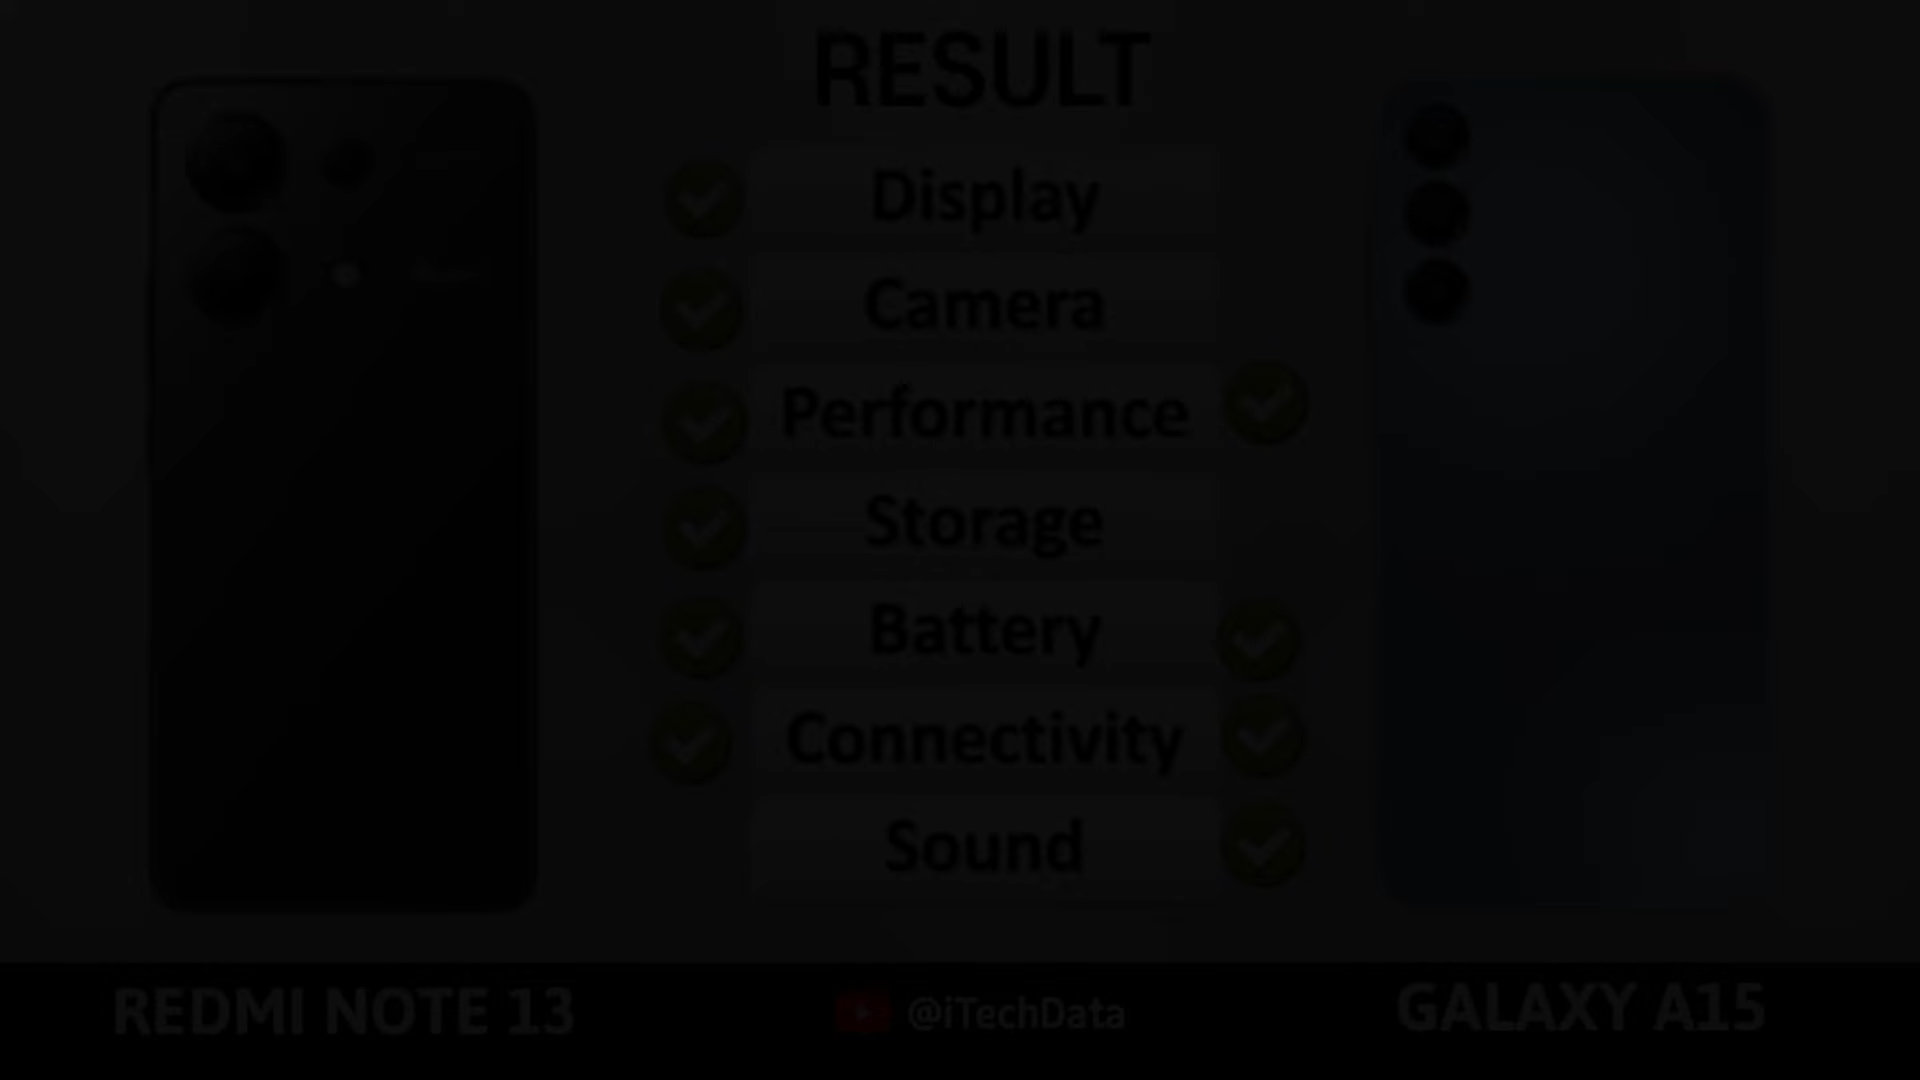 RESULT
Display
Camera
Performance
Storage
Battery
Connectivity
Sound
REDMI NOTE 13
@iTechData
GALAXY A15